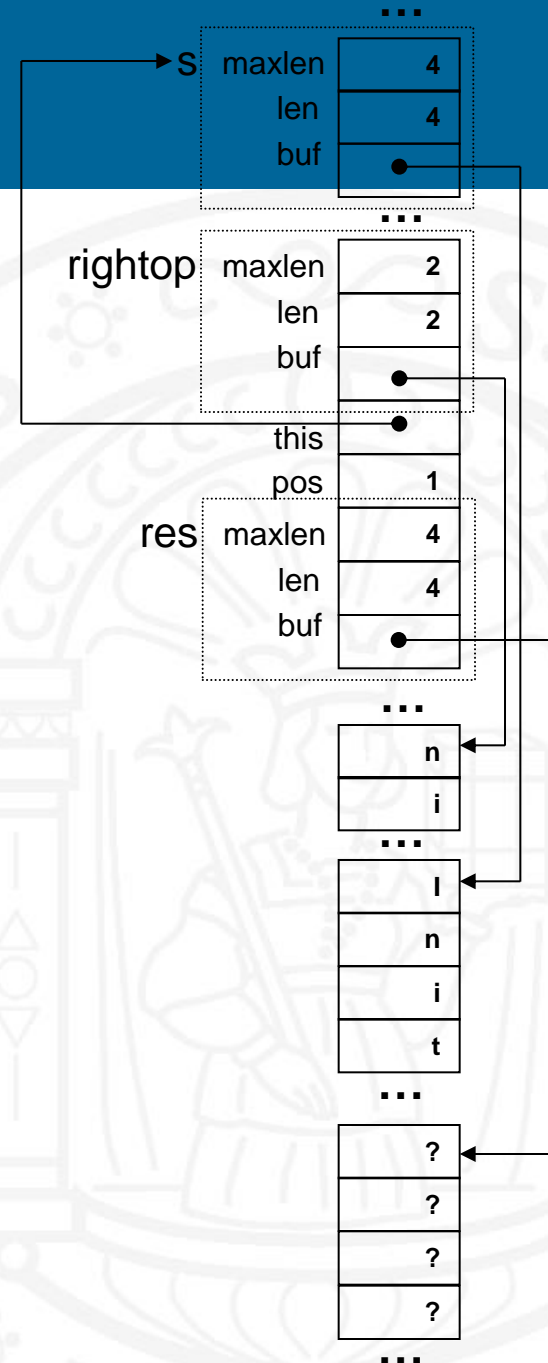 ...
s maxlen 4
len 4
buf
...
rightop maxlen 2
len 2
buf
this
pos 1
res maxlen 4
len 4
buf
...
n
i
...
I
n
i
t
...
?
?
?
?
...